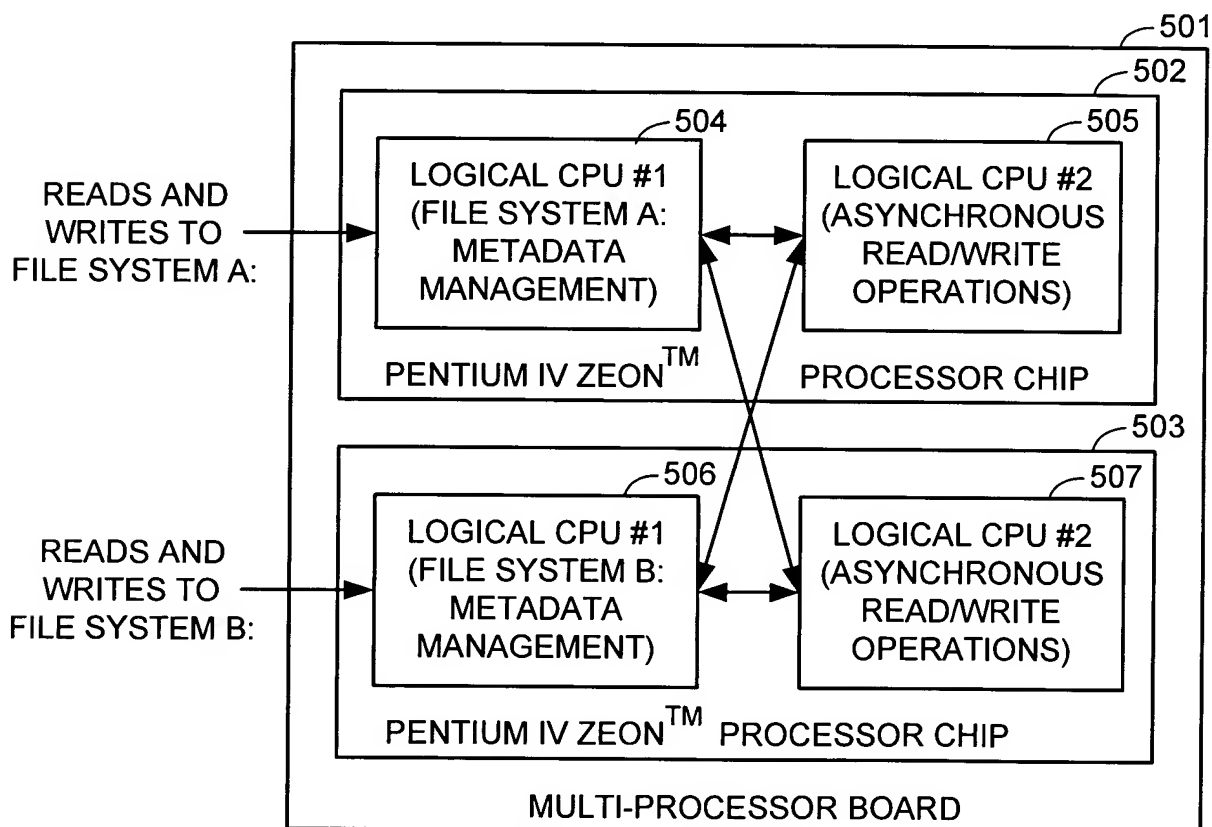 501
502
504
505
LOGICAL CPU #1
(FILE SYSTEM A:
METADATA
MANAGEMENT)
LOGICAL CPU #2
(ASYNCHRONOUS
READ/WRITE
OPERATIONS)
READS AND
WRITES TO
FILE SYSTEM A:
PENTIUM IV ZEON™ PROCESSOR CHIP
503
506
507
LOGICAL CPU #1
(FILE SYSTEM B:
METADATA
MANAGEMENT)
LOGICAL CPU #2
(ASYNCHRONOUS
READ/WRITE
OPERATIONS)
READS AND
WRITES TO
FILE SYSTEM B:
PENTIUM IV ZEON™ PROCESSOR CHIP
MULTI-PROCESSOR BOARD